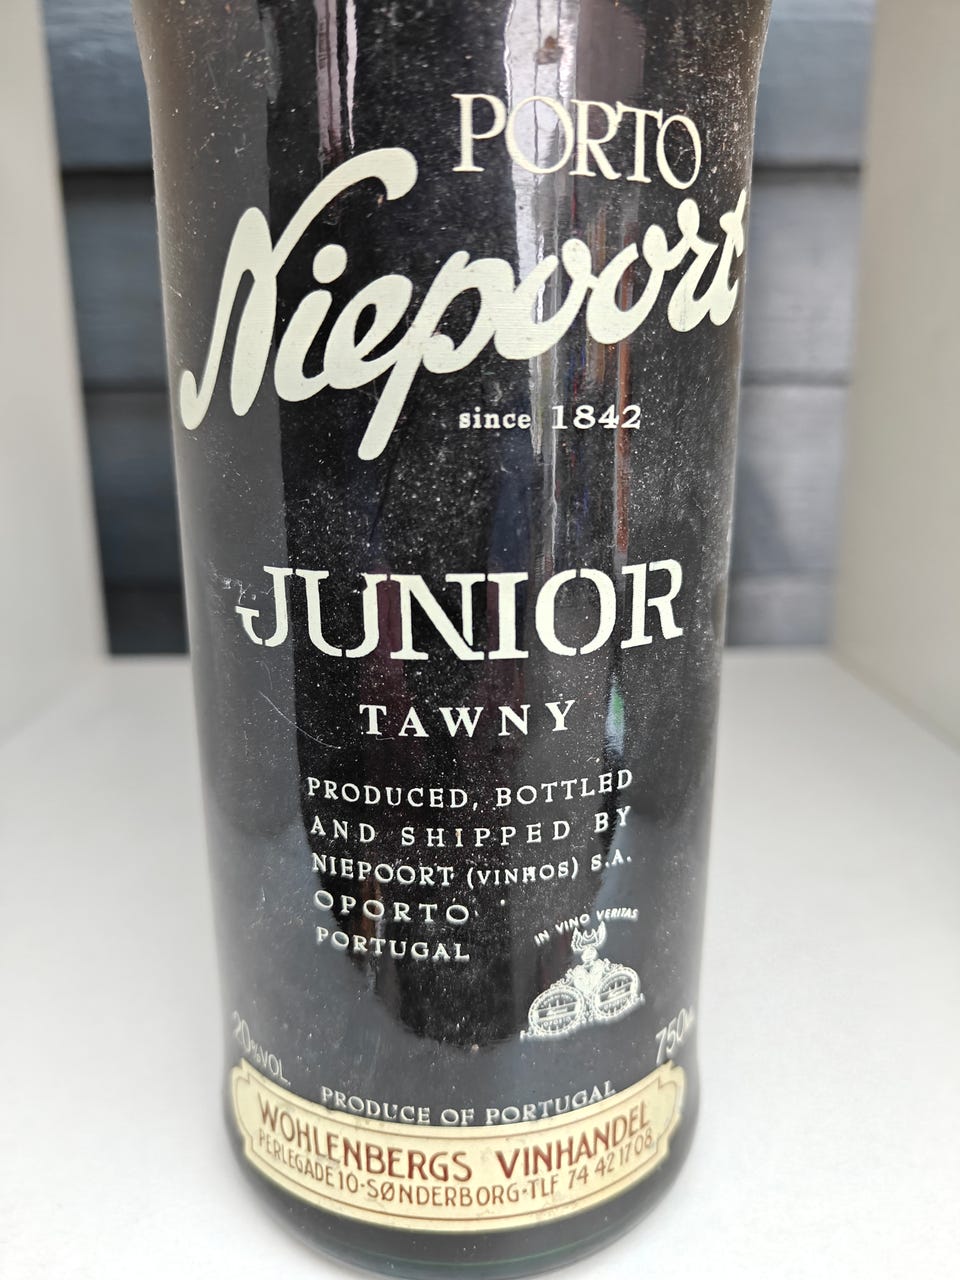 PORTO
Niepoort
since 1842
JUNIOR
TAWNY
PRODUCED, BOTTLED
AND SHIPPED BY
NIEPOORT (VINHOS) S.A.
OPORTO
PORTUGAL
IN VINO VERITAS
20%VOL.
750ML
PRODUCE OF PORTUGAL
WOHLENBERGS VINHANDEL
PERLEGADE 10-SØNDERBORG-TLF 74 42 17 08